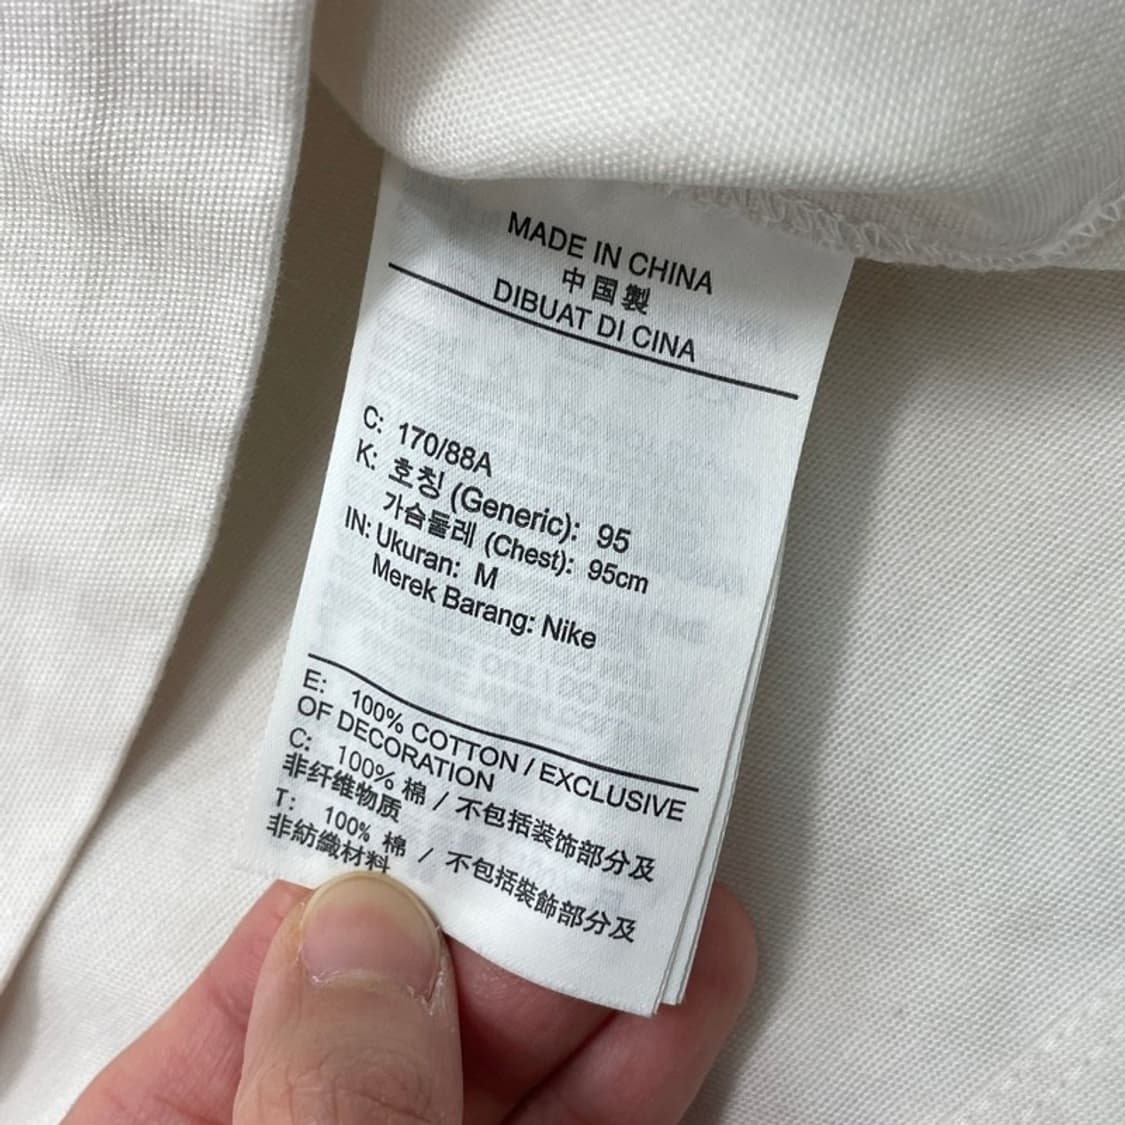 MADE IN CHINA
中国製
DIBUAT DI CINA
C: 170/88A
K: 호칭 (Generic): 95
가슴둘레 (Chest): 95cm
IN: Ukuran: M
Merek Barang: Nike
E: 100% COTTON / EXCLUSIVE
OF DECORATION
C: 100% 棉 / 不包括装饰部分及
非纤维物质
T: 100% 棉 / 不包括裝飾部分及
非紡織材料